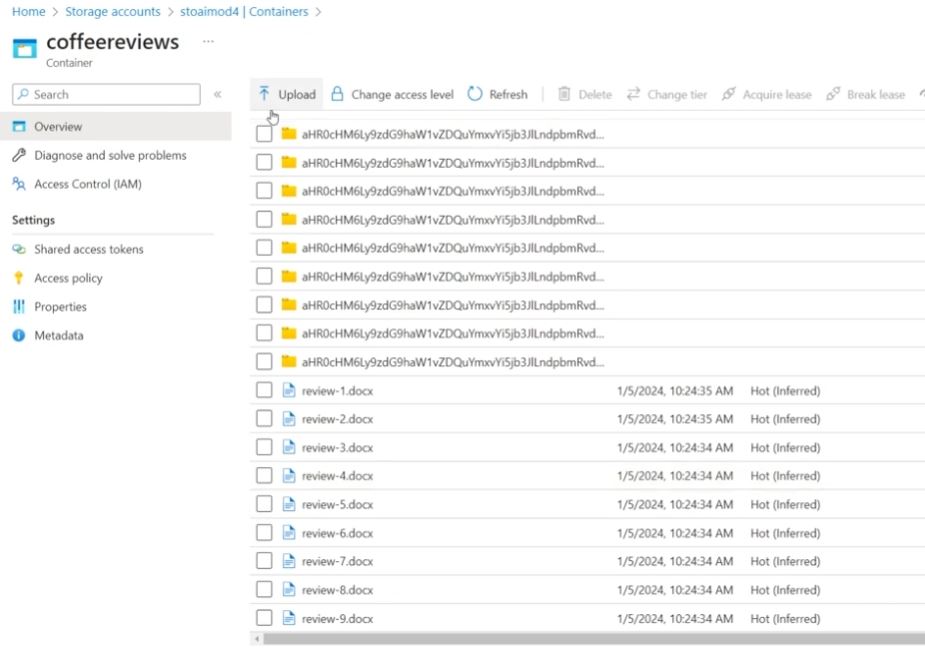 Home > Storage accounts > stoaimod4 | Containers >
coffeereviews ...
Container
Search «
Overview
Diagnose and solve problems
Access Control (IAM)
Settings
Shared access tokens
Access policy
Properties
Metadata
Upload Change access level Refresh Delete Change tier Acquire lease Break lease
aHR0cHM6Ly9zdG9haW1vZDQuYmxvYi5jb3JlLndpbmRvd...
aHR0cHM6Ly9zdG9haW1vZDQuYmxvYi5jb3JlLndpbmRvd...
aHR0cHM6Ly9zdG9haW1vZDQuYmxvYi5jb3JlLndpbmRvd...
aHR0cHM6Ly9zdG9haW1vZDQuYmxvYi5jb3JlLndpbmRvd...
aHR0cHM6Ly9zdG9haW1vZDQuYmxvYi5jb3JlLndpbmRvd...
aHR0cHM6Ly9zdG9haW1vZDQuYmxvYi5jb3JlLndpbmRvd...
aHR0cHM6Ly9zdG9haW1vZDQuYmxvYi5jb3JlLndpbmRvd...
aHR0cHM6Ly9zdG9haW1vZDQuYmxvYi5jb3JlLndpbmRvd...
aHR0cHM6Ly9zdG9haW1vZDQuYmxvYi5jb3JlLndpbmRvd...
review-1.docx 1/5/2024, 10:24:35 AM Hot (Inferred)
review-2.docx 1/5/2024, 10:24:35 AM Hot (Inferred)
review-3.docx 1/5/2024, 10:24:34 AM Hot (Inferred)
review-4.docx 1/5/2024, 10:24:34 AM Hot (Inferred)
review-5.docx 1/5/2024, 10:24:34 AM Hot (Inferred)
review-6.docx 1/5/2024, 10:24:34 AM Hot (Inferred)
review-7.docx 1/5/2024, 10:24:34 AM Hot (Inferred)
review-8.docx 1/5/2024, 10:24:34 AM Hot (Inferred)
review-9.docx 1/5/2024, 10:24:34 AM Hot (Inferred)